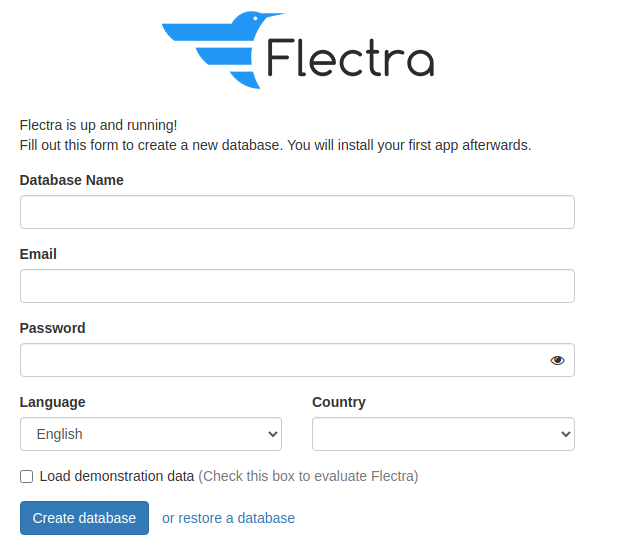 Flectra
Flectra is up and running!
Fill out this form to create a new database. You will install your first app afterwards.
Database Name
Email
Password
Language Country
English
Load demonstration data (Check this box to evaluate Flectra)
Create database or restore a database